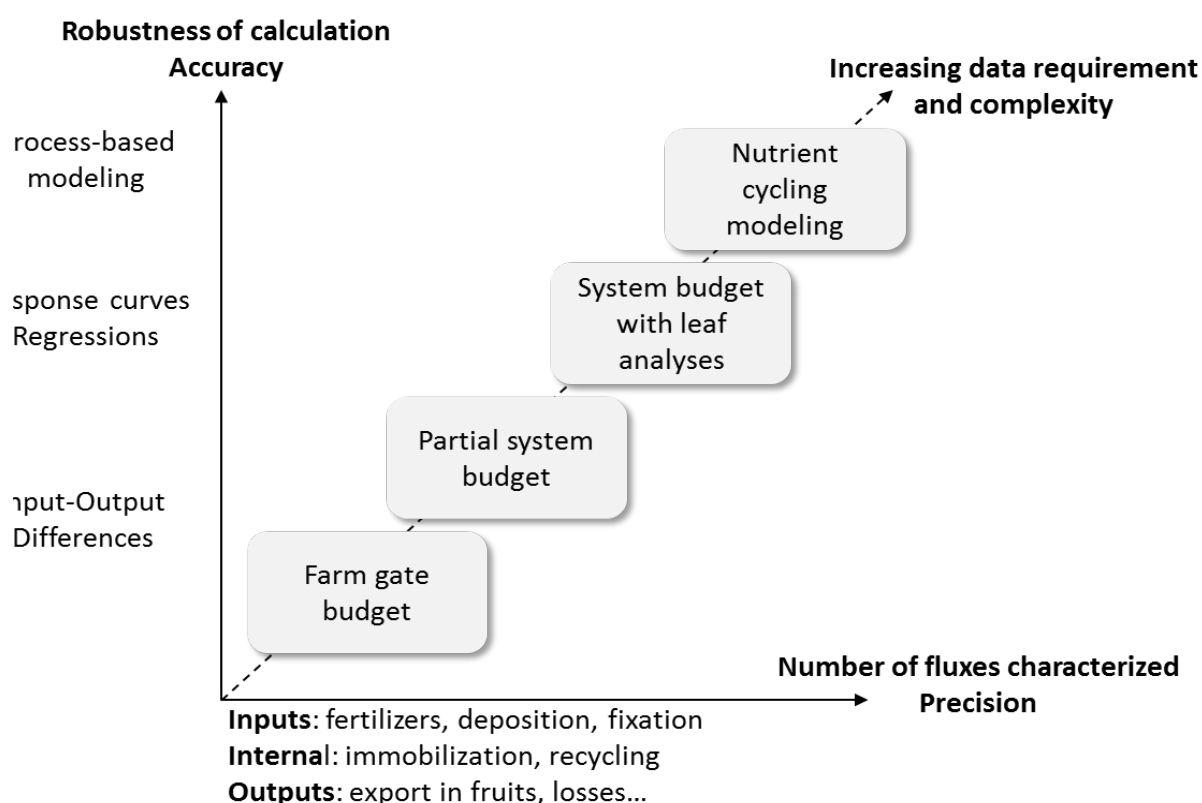 Robustness of calculation
Accuracy
Increasing data requirement
and complexity
rocess-based
modeling
Nutrient
cycling
modeling
sponse curves
Regressions
System budget
with leaf
analyses
Partial system
budget
nput-Output
Differences
Farm gate
budget
Number of fluxes characterized
Precision
Inputs: fertilizers, deposition, fixation
Internal: immobilization, recycling
Outputs: export in fruits, losses...